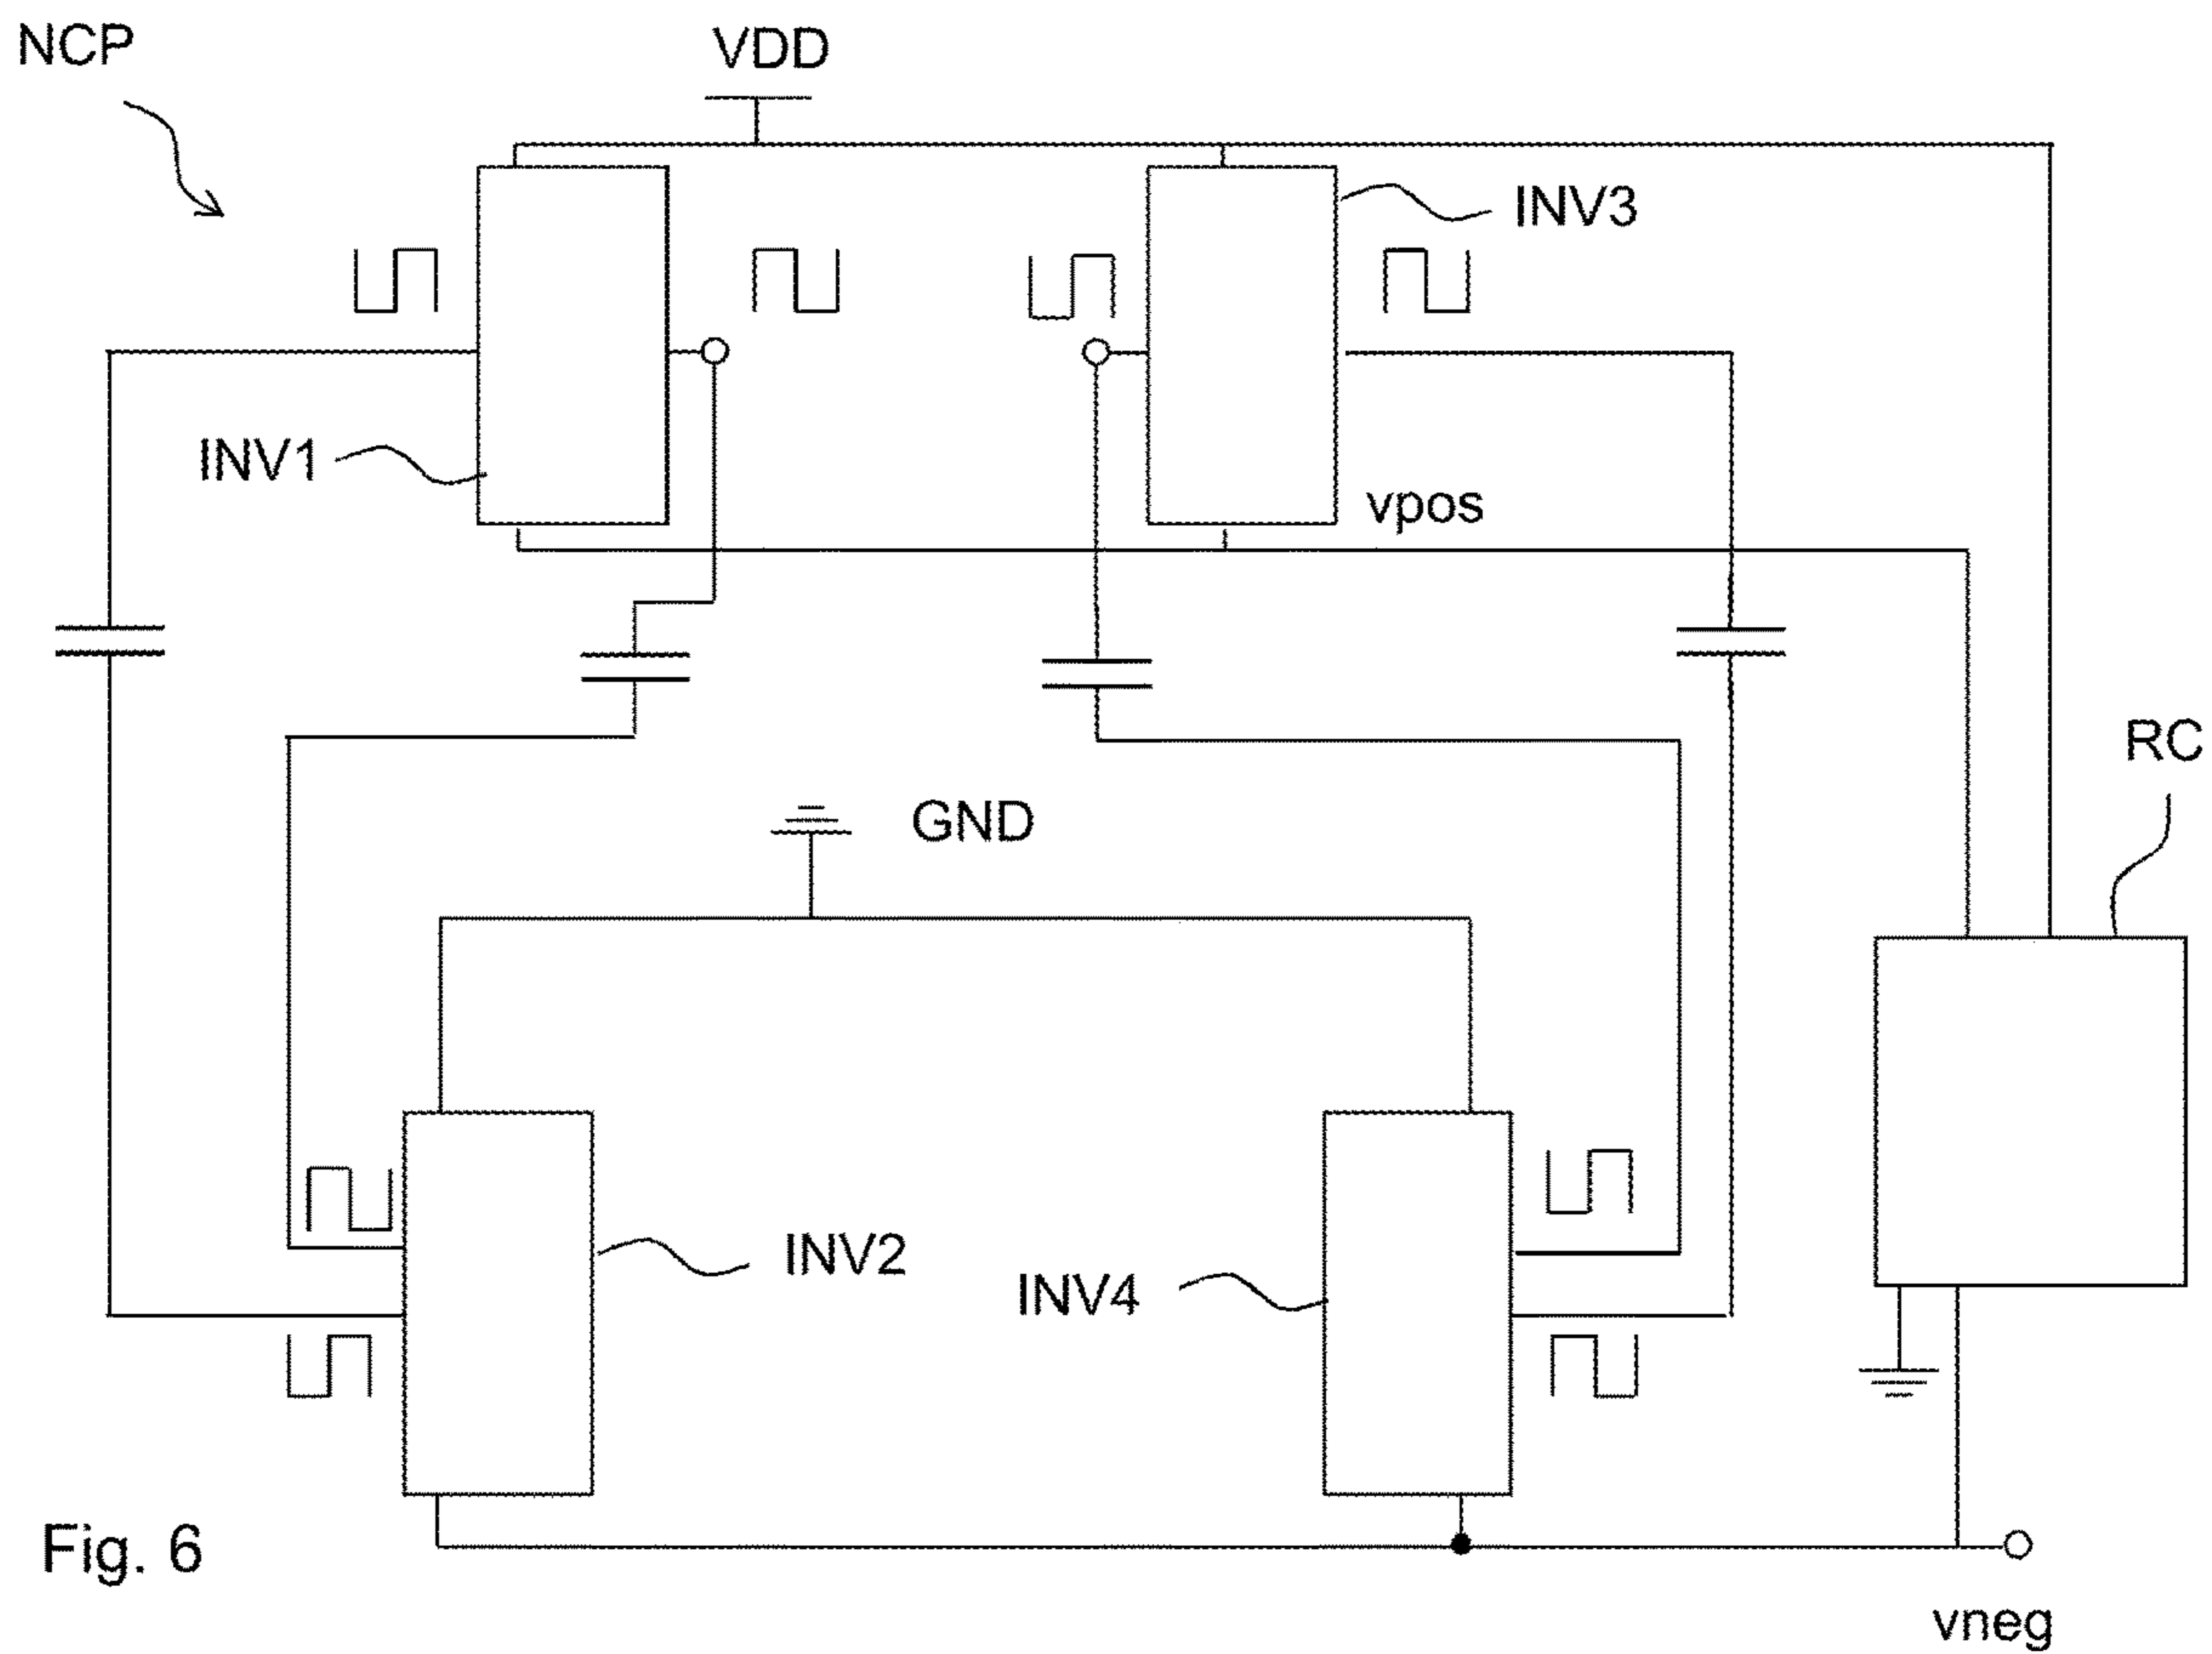 NCP
VDD
INV3
INV1
vpos
RC
GND
INV2
INV4
Fig. 6
vneg